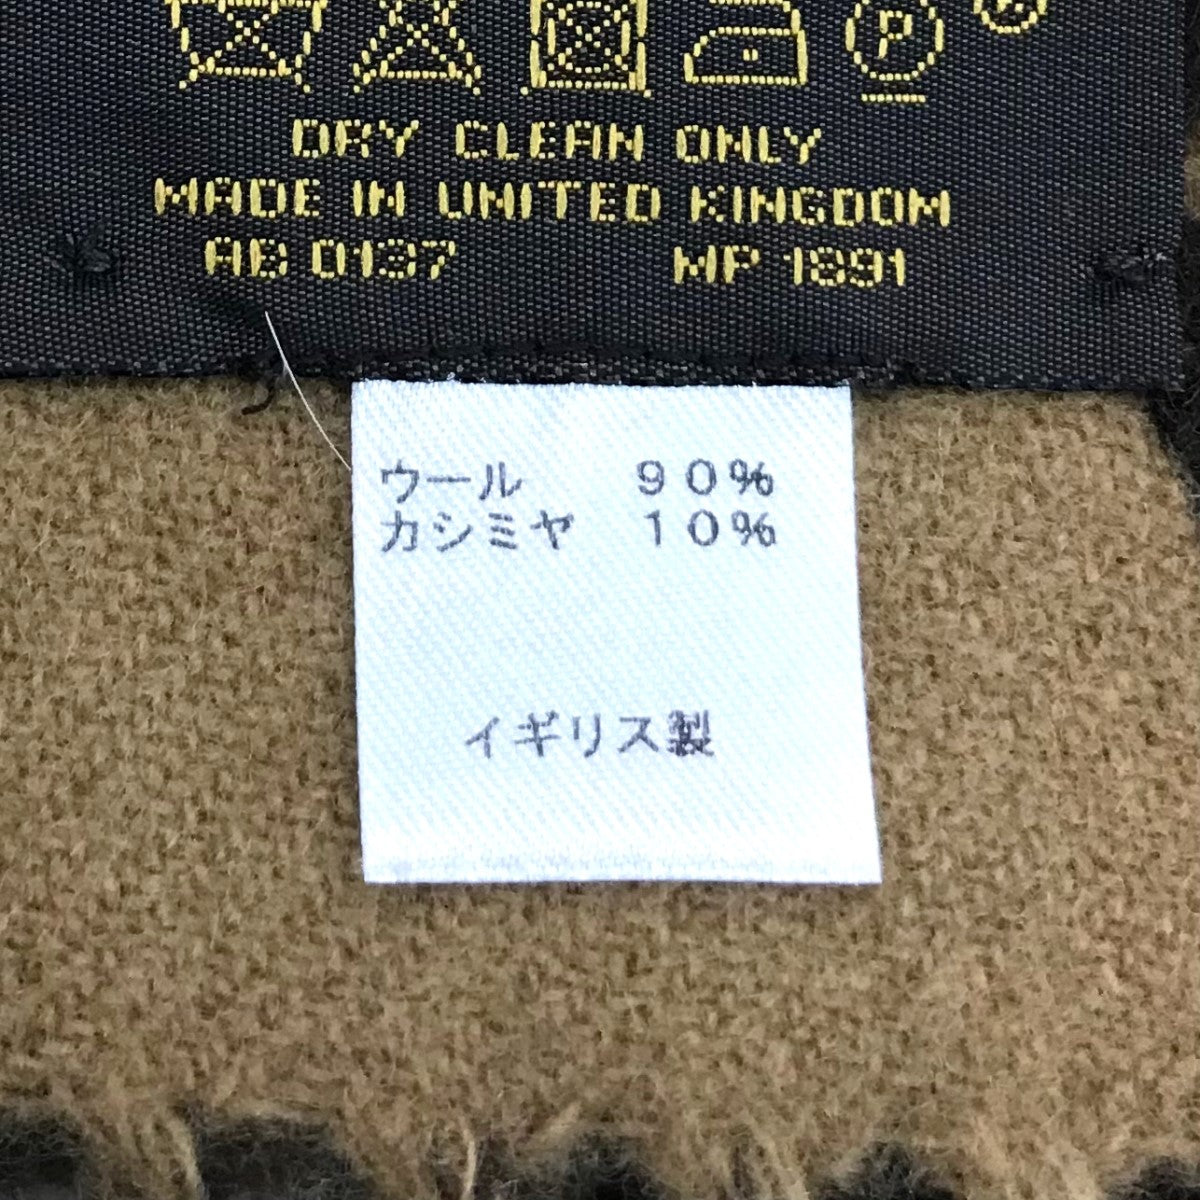 P
DRY CLEAN ONLY
MADE IN UNITED KINGDOM
AB 0137 MP 1891
ウール 90%
カシミヤ 10%
イギリス製